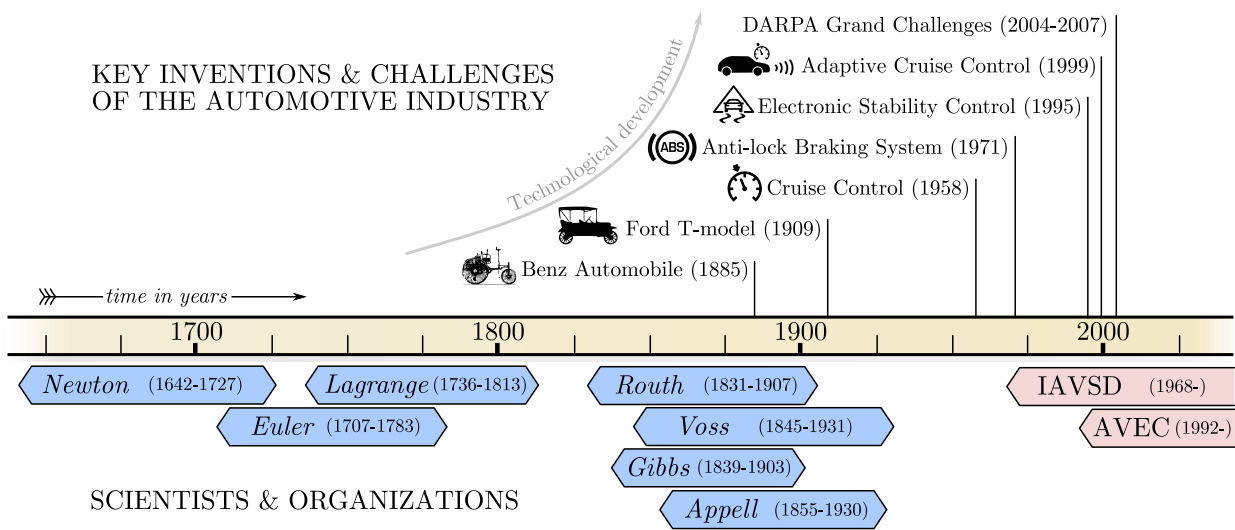 DARPA Grand Challenges (2004-2007)
KEY INVENTIONS & CHALLENGES
OF THE AUTOMOTIVE INDUSTRY
Adaptive Cruise Control (1999)
Electronic Stability Control (1995)
Technological development
ABS
Anti-lock Braking System (1971)
Cruise Control (1958)
Ford T-model (1909)
Benz Automobile (1885)
time in years
1700 1800 1900 2000
Newton (1642-1727) Lagrange (1736-1813) Routh (1831-1907) IAVSD (1968-)
Euler (1707-1783) Voss (1845-1931) AVEC (1992-)
Gibbs (1839-1903)
SCIENTISTS & ORGANIZATIONS
Appell (1855-1930)